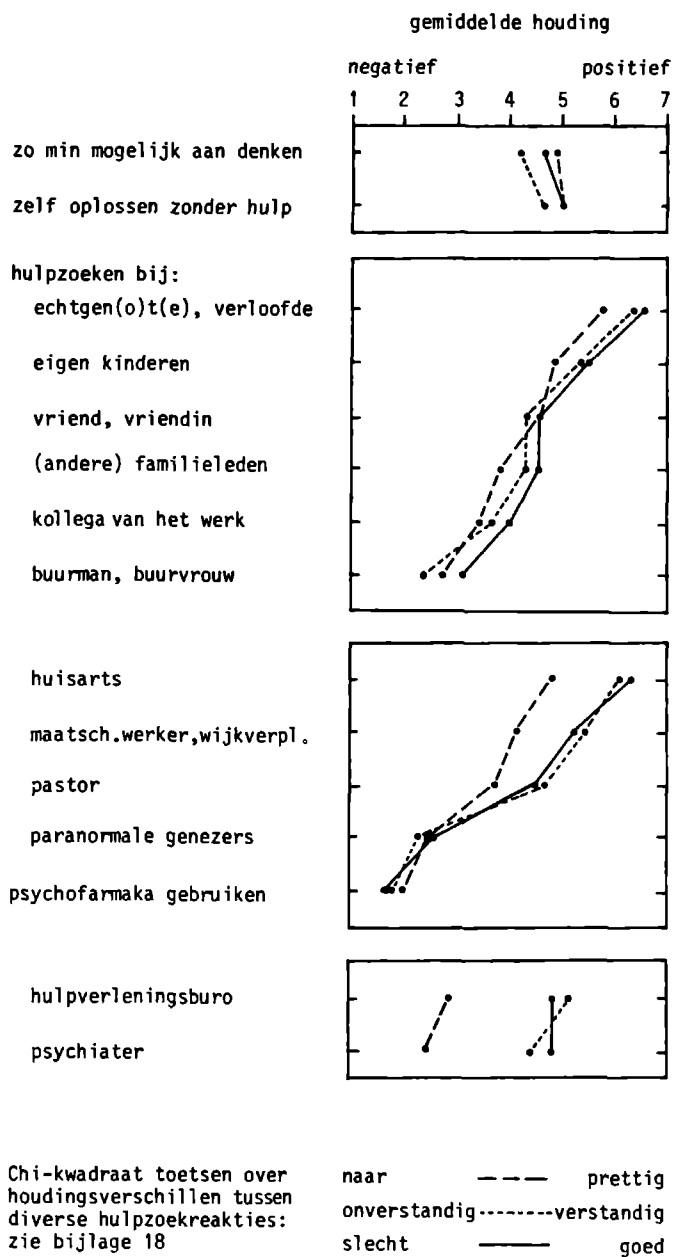 gemiddelde houding
negatief positief
1 2 3 4 5 6 7
zo min mogelijk aan denken
zelf oplossen zonder hulp
hulpzoeken bij:
echtgen(o)t(e), verloofde
eigen kinderen
vriend, vriendin
(andere) familieleden
kollega van het werk
buurman, buurvrouw
huisarts
maatsch.werker,wijkverpl.
pastor
paranormale genezers
psychofarmaka gebruiken
hulpverleningsburo
psychiater
Chi-kwadraat toetsen over
houdingsverschillen tussen
diverse hulpzoekreakties:
zie bijlage 18
naar prettig
onverstandig verstandig
slecht goed